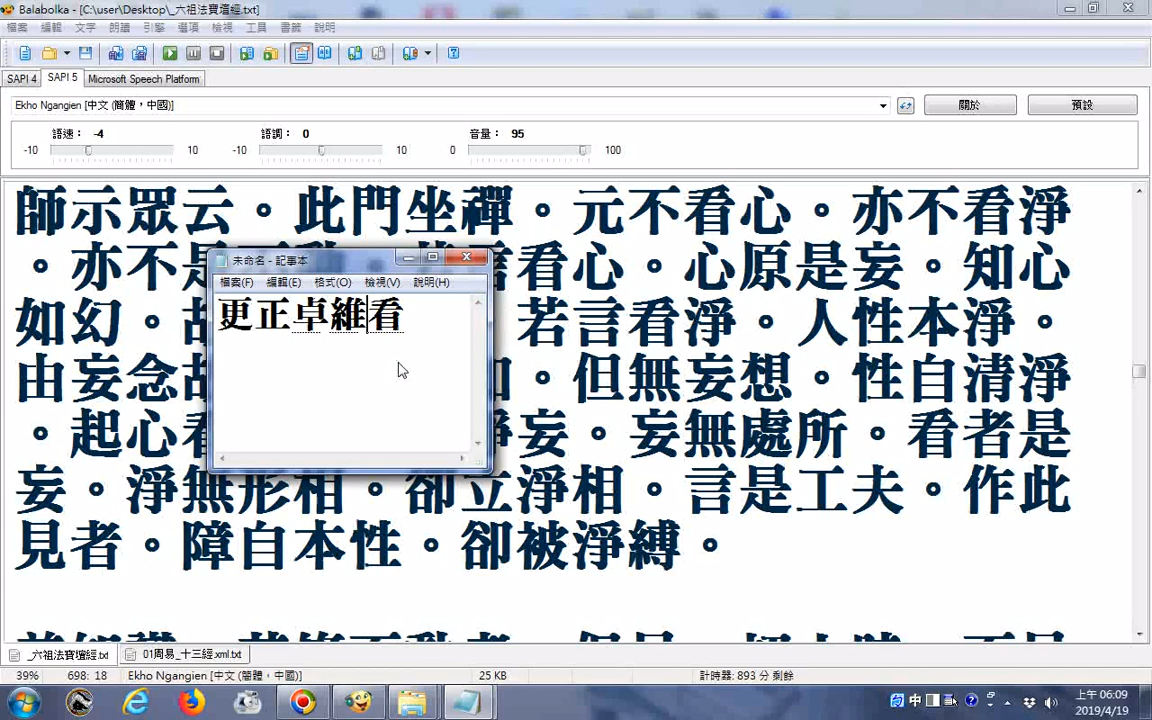 Balabolka - [C:\user\Desktop\_六祖法寶壇經.txt]
檔案 編輯 文字 朗讀 引擎 選項 檢視 工具 書籤 說明
SAPI 4 SAPI 5 Microsoft Speech Platform
Ekho Ngangien [中文 (簡體，中國)] 關於 預設
語速： -4 語調： 0 音量： 95
-10 10 -10 10 0 100
師示眾云。此門坐禪。元不看心。亦不看淨
。亦不是 言看心。心原是妄。知心
如幻。故 若言看淨。人性本淨。
由妄念故 如。但無妄想。性自清淨
。起心看 淨妄。妄無處所。看者是
妄。淨無形相。卻立淨相。言是工夫。作此
見者。障自本性。卻被淨縛。
未命名 - 記事本
檔案(F) 編輯(E) 格式(O) 檢視(V) 說明(H)
更正卓維看
_六祖法寶壇經.txt 01周易_十三經.xml.txt
39% 698: 18 Ekho Ngangien [中文 (簡體，中國)] 25 KB 計時器: 893 分 剩餘
中 上午 06:09
2019/4/19